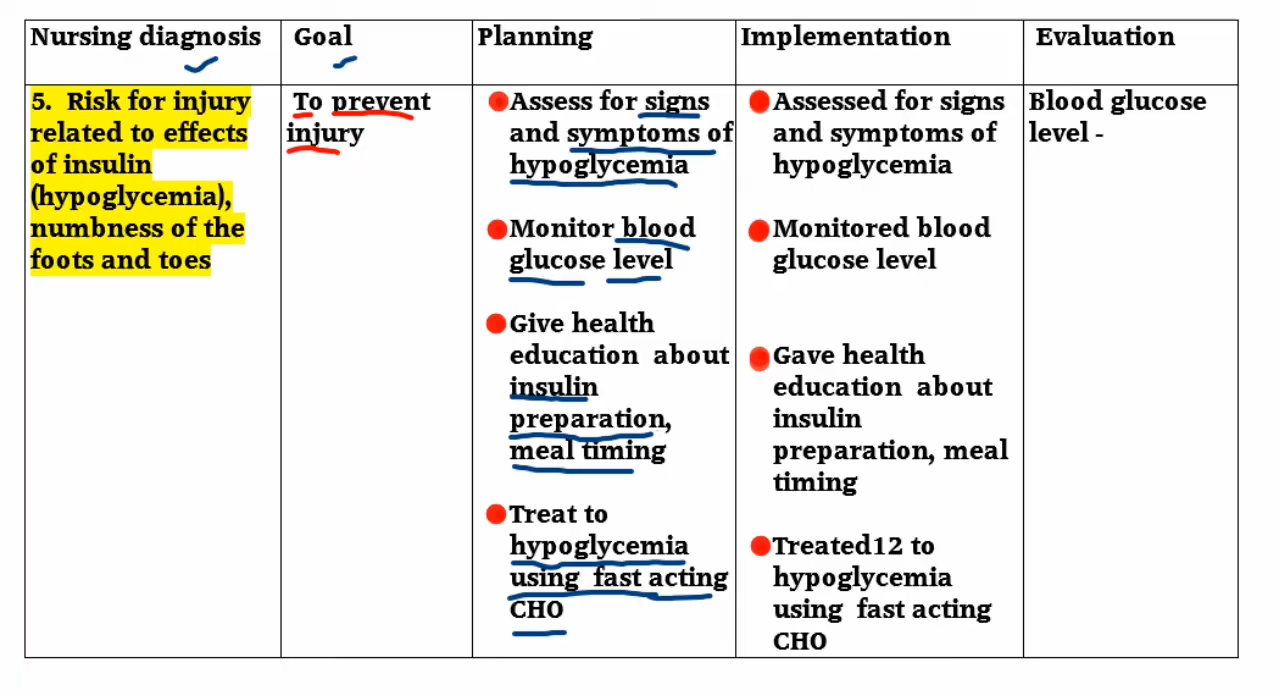 Nursing diagnosis
Goal
Planning
Implementation
Evaluation
5. Risk for injury
related to effects
of insulin
(hypoglycemia),
numbness of the
foots and toes
To prevent
injury
Assess for signs
and symptoms of
hypoglycemia
Monitor blood
glucose level
Give health
education about
insulin
preparation,
meal timing
Treat to
hypoglycemia
using fast acting
CHO
Assessed for signs
and symptoms of
hypoglycemia
Monitored blood
glucose level
Gave health
education about
insulin
preparation, meal
timing
Treated12 to
hypoglycemia
using fast acting
CHO
Blood glucose
level -